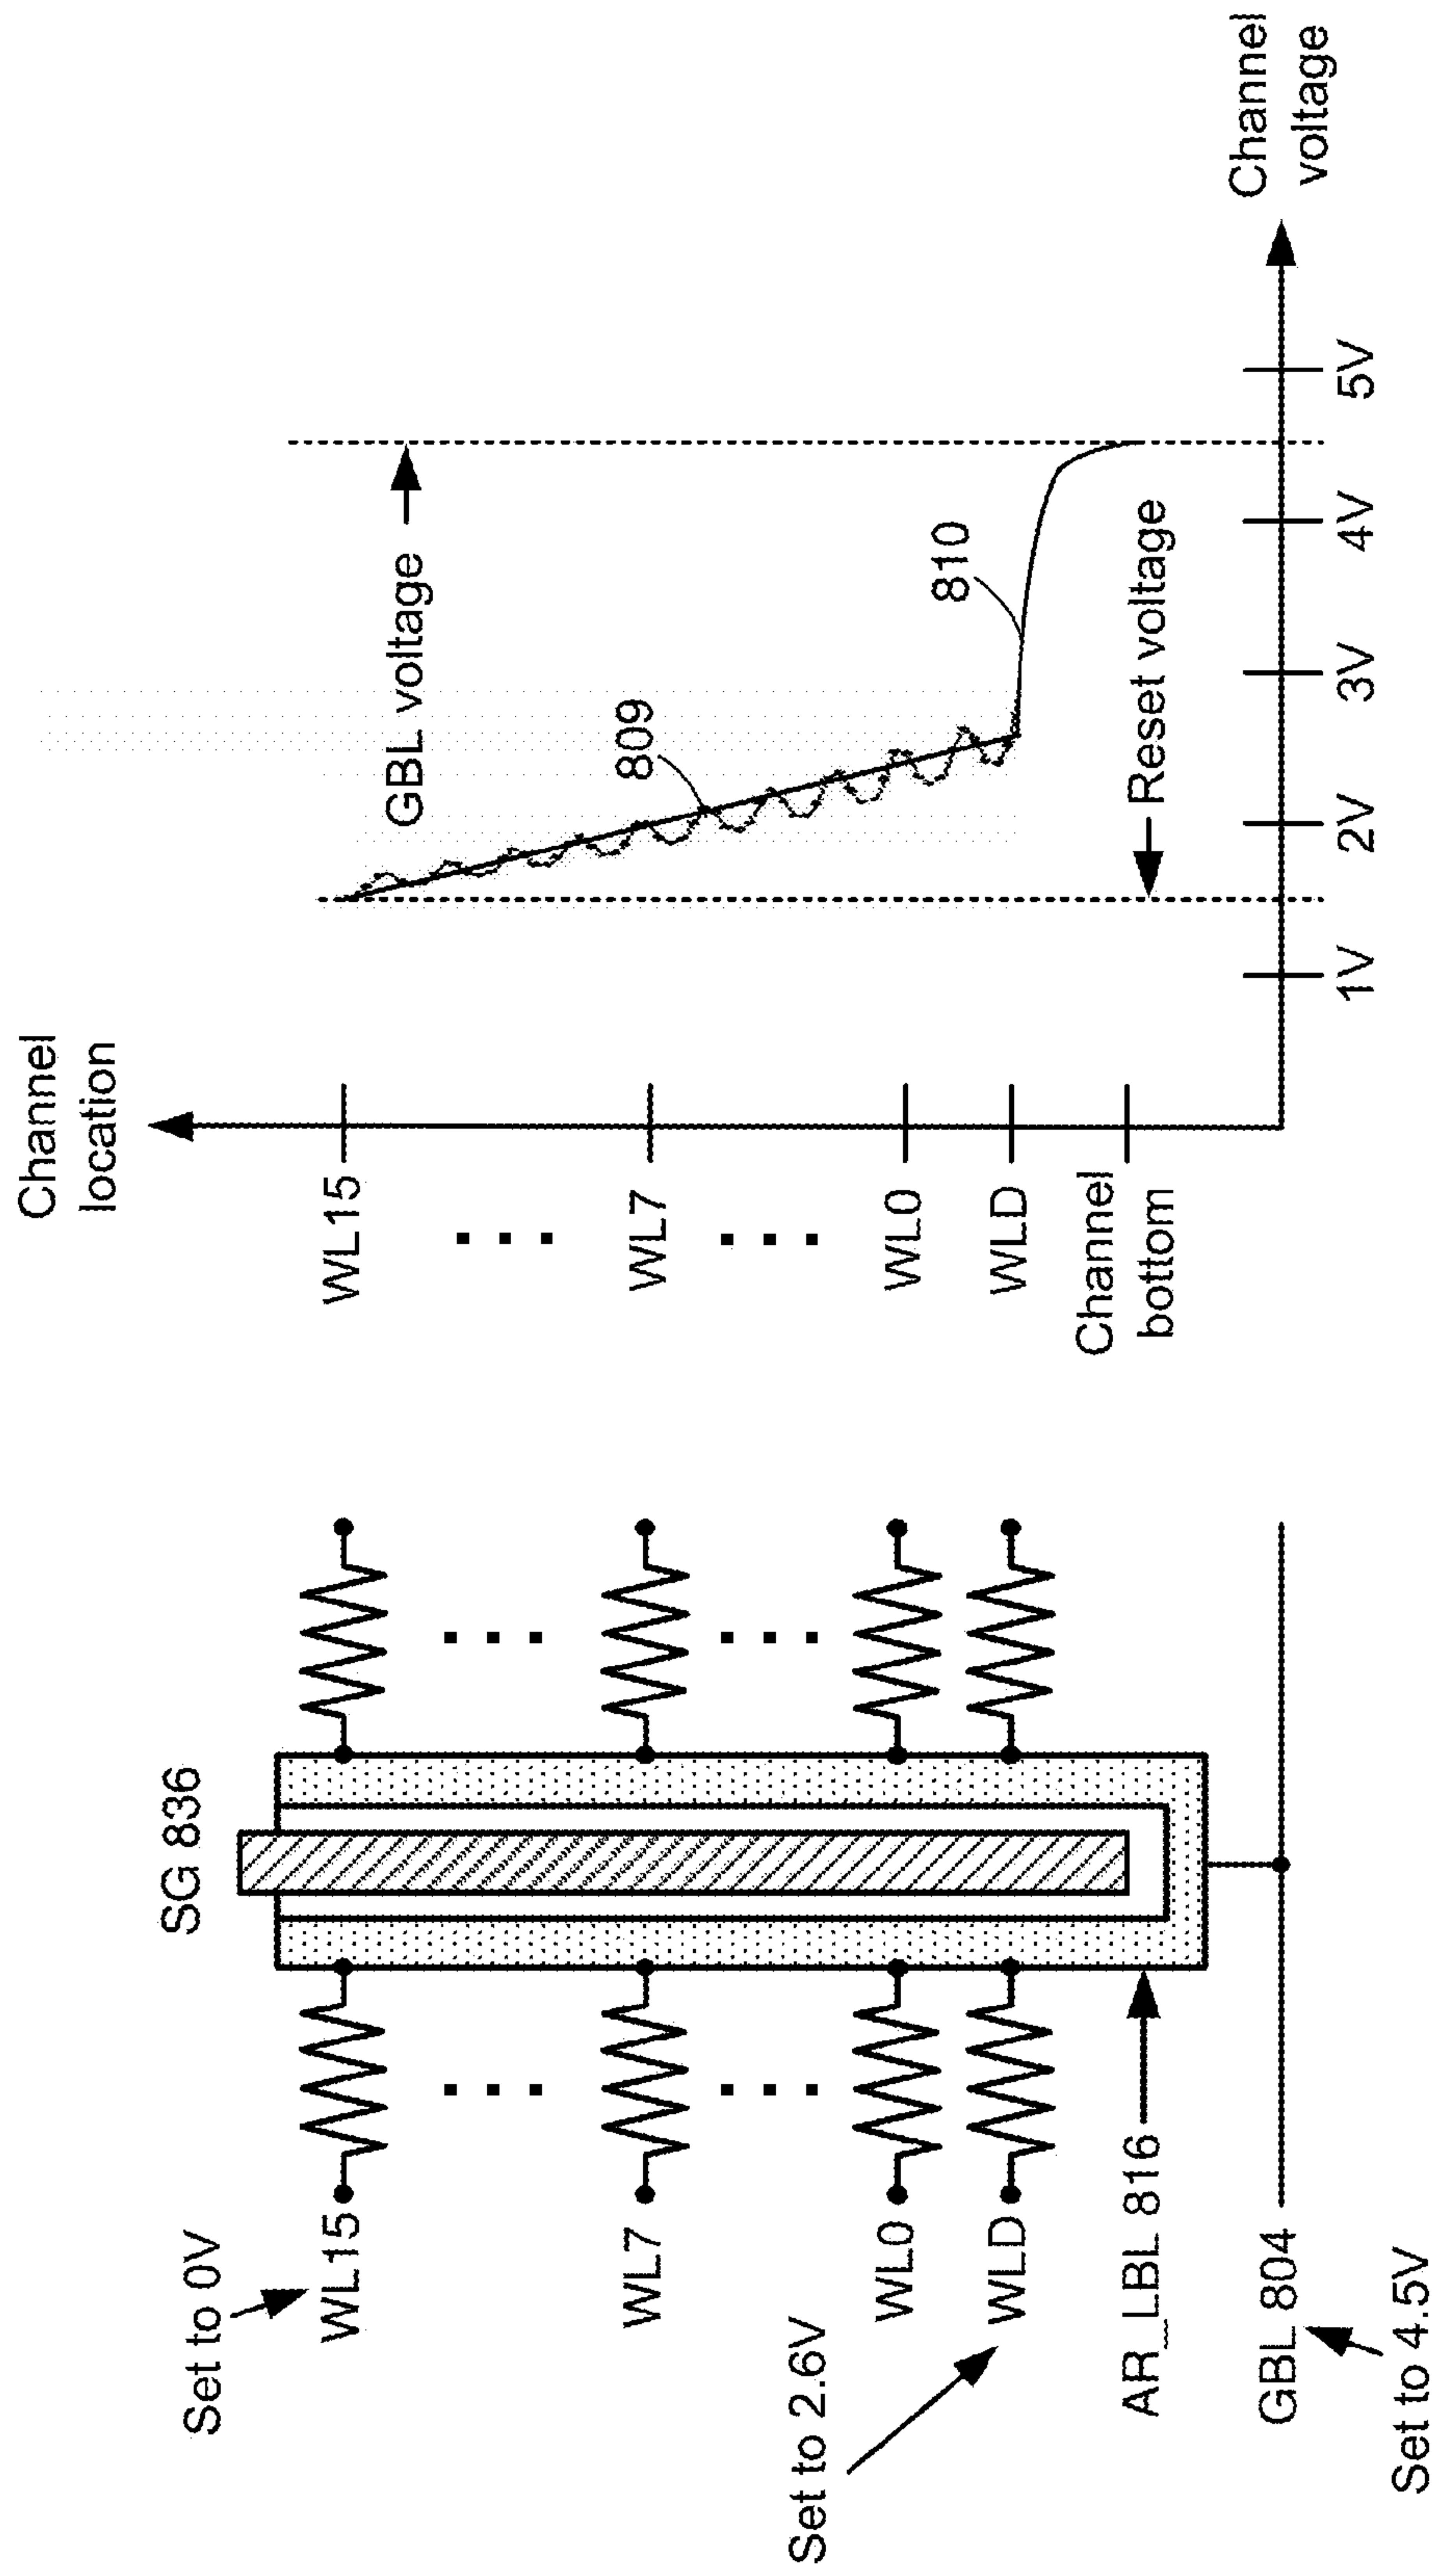 SG 836
Set to 0V
WL15
WL7
WL0
WLD
Set to 2.6V
AR_LBL 816
GBL 804
Set to 4.5V
Channel
location
WL15
WL7
WL0
WLD
Channel
bottom
GBL voltage
809
810
Reset voltage
1V
2V
3V
4V
5V
Channel
voltage